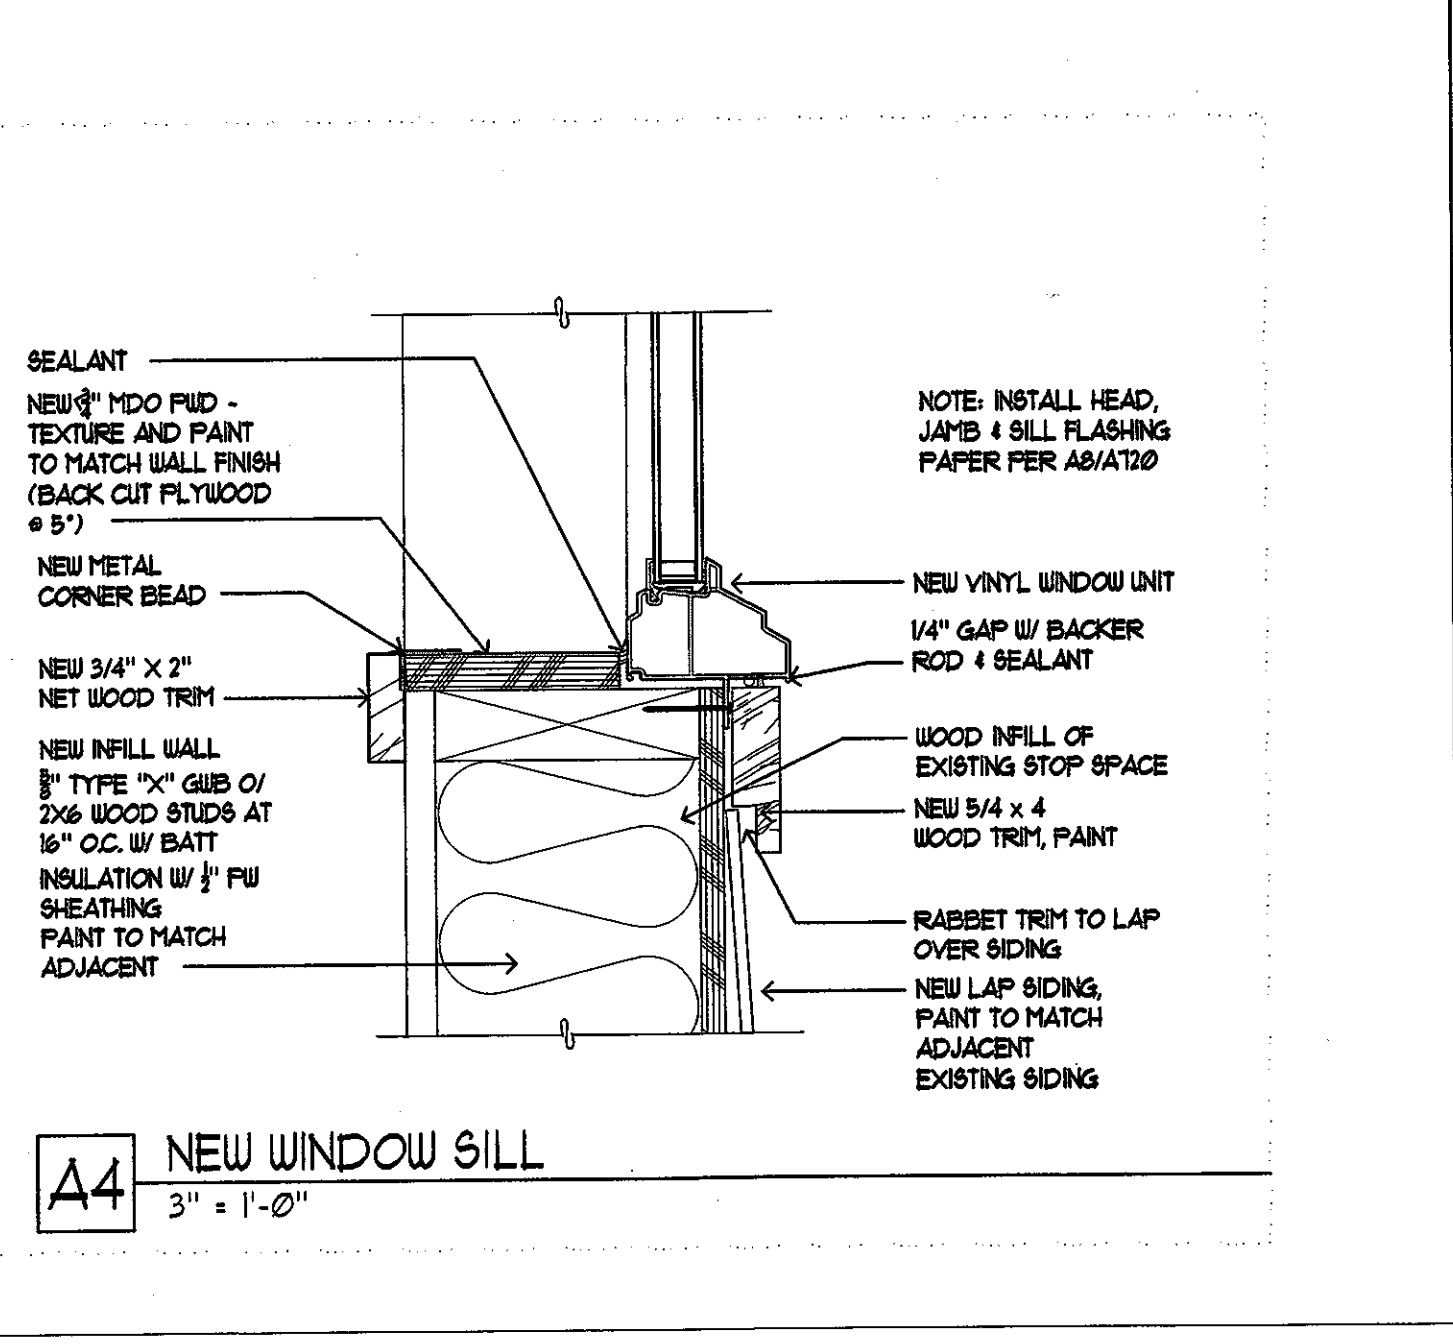 SEALANT
NEW 3/4" MDO PWD -
TEXTURE AND PAINT
TO MATCH WALL FINISH
(BACK CUT PLYWOOD
@ 5°)
NEW METAL
CORNER BEAD
NEW 3/4" X 2"
NET WOOD TRIM
NEW INFILL WALL
5/8" TYPE "X" GWB O/
2X6 WOOD STUDS AT
16" O.C. W/ BATT
INSULATION W/ 1/2" PW
SHEATHING
PAINT TO MATCH
ADJACENT
NOTE: INSTALL HEAD,
JAMB & SILL FLASHING
PAPER PER A8/A720
NEW VINYL WINDOW UNIT
1/4" GAP W/ BACKER
ROD & SEALANT
WOOD INFILL OF
EXISTING STOP SPACE
NEW 5/4 x 4
WOOD TRIM, PAINT
RABBET TRIM TO LAP
OVER SIDING
NEW LAP SIDING,
PAINT TO MATCH
ADJACENT
EXISTING SIDING
A4
NEW WINDOW SILL
3" = 1'-0"